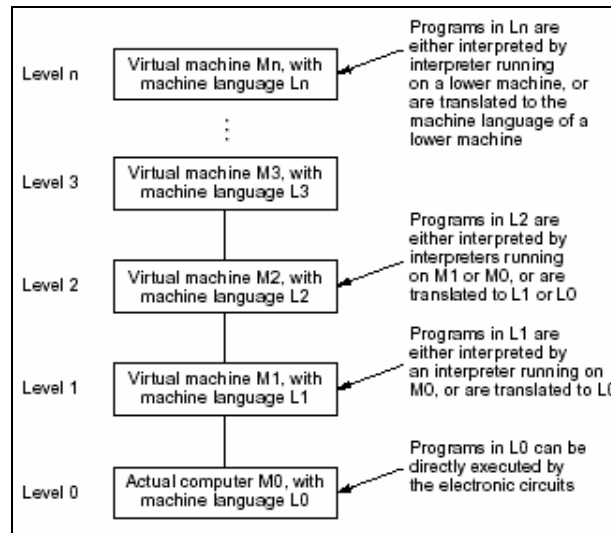 Level n
Virtual machine Mn, with
machine language Ln
Programs in Ln are
either interpreted by
interpreter running
on a lower machine, or
are translated to the
machine language of a
lower machine
Level 3
Virtual machine M3, with
machine language L3
Level 2
Virtual machine M2, with
machine language L2
Programs in L2 are
either interpreted by
interpreters running
on M1 or M0, or are
translated to L1 or L0
Level 1
Virtual machine M1, with
machine language L1
Programs in L1 are
either interpreted by
an interpreter running on
M0, or are translated to L0
Level 0
Actual computer M0, with
machine language L0
Programs in L0 can be
directly executed by
the electronic circuits